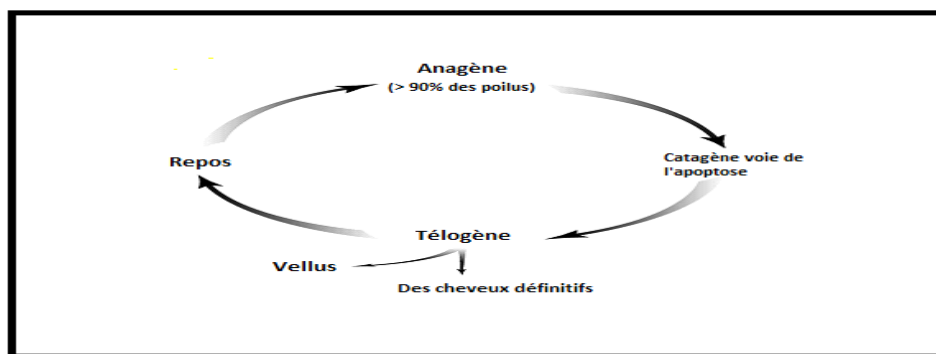 Anagène
(> 90% des poilus)
Repos
Catagène voie de
l'apoptose
Télogène
Vellus
Des cheveux définitifs